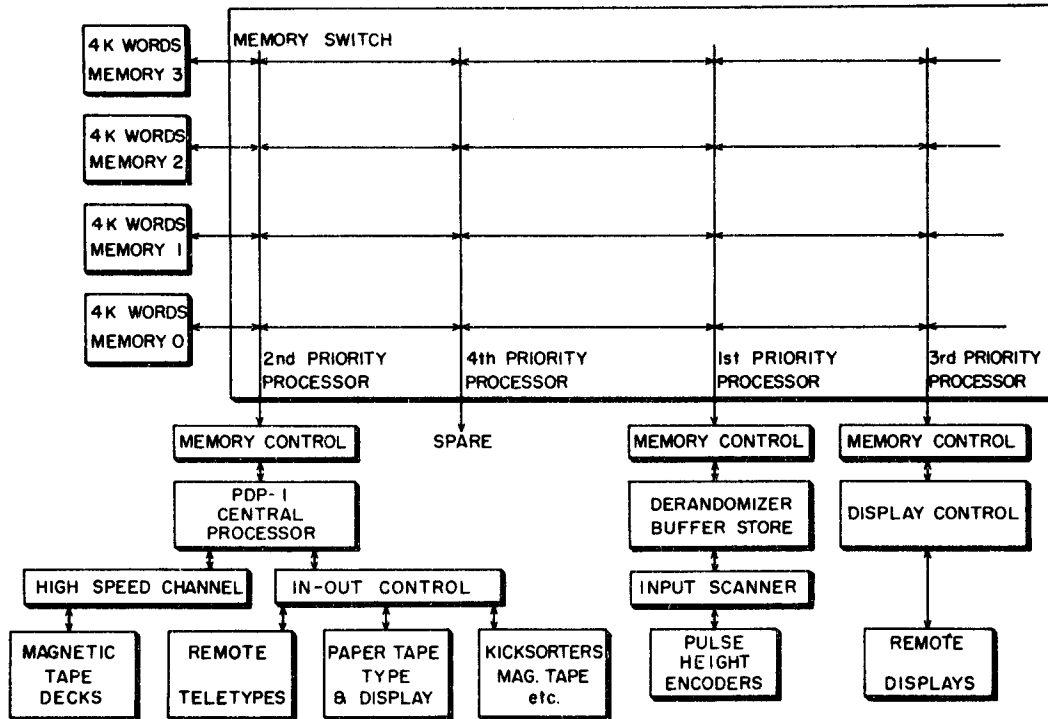 MEMORY SWITCH
4K WORDS
MEMORY 3
4K WORDS
MEMORY 2
4K WORDS
MEMORY 1
4K WORDS
MEMORY 0
2nd PRIORITY
PROCESSOR
4th PRIORITY
PROCESSOR
1st PRIORITY
PROCESSOR
3rd PRIORITY
PROCESSOR
MEMORY CONTROL
SPARE
MEMORY CONTROL
MEMORY CONTROL
PDP-1
CENTRAL
PROCESSOR
DERANDOMIZER
BUFFER STORE
DISPLAY CONTROL
HIGH SPEED CHANNEL
IN-OUT CONTROL
INPUT SCANNER
MAGNETIC
TAPE
DECKS
REMOTE
TELETYPES
PAPER TAPE
TYPE
& DISPLAY
KICKSORTERS
MAG. TAPE
etc.
PULSE
HEIGHT
ENCODERS
REMOTE
DISPLAYS